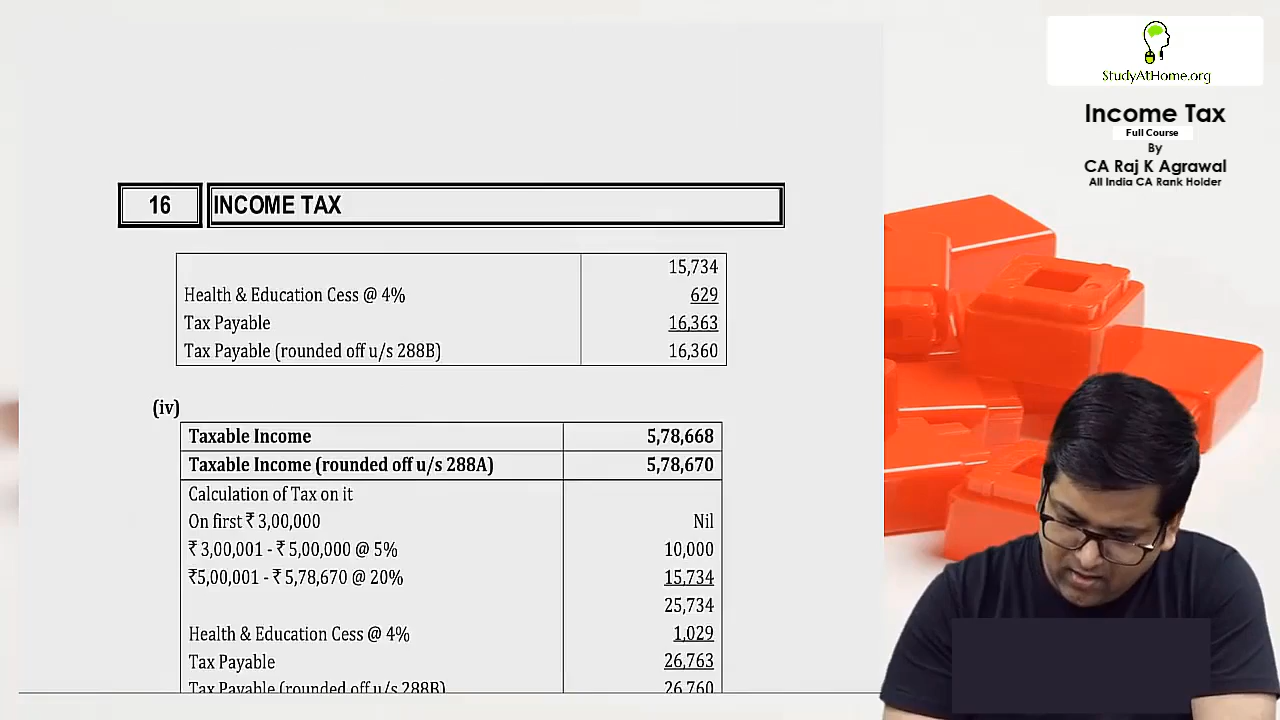 StudyAtHome.org
Income Tax
Full Course
By
CA Raj K Agrawal
All India CA Rank Holder
16 INCOME TAX
15,734
Health & Education Cess @ 4% 629
Tax Payable 16,363
Tax Payable (rounded off u/s 288B) 16,360
(iv)
Taxable Income 5,78,668
Taxable Income (rounded off u/s 288A) 5,78,670
Calculation of Tax on it
On first ₹ 3,00,000 Nil
₹ 3,00,001 - ₹ 5,00,000 @ 5% 10,000
₹5,00,001 - ₹ 5,78,670 @ 20% 15,734
25,734
Health & Education Cess @ 4% 1,029
Tax Payable 26,763
Tax Payable (rounded off u/s 288B) 26,760